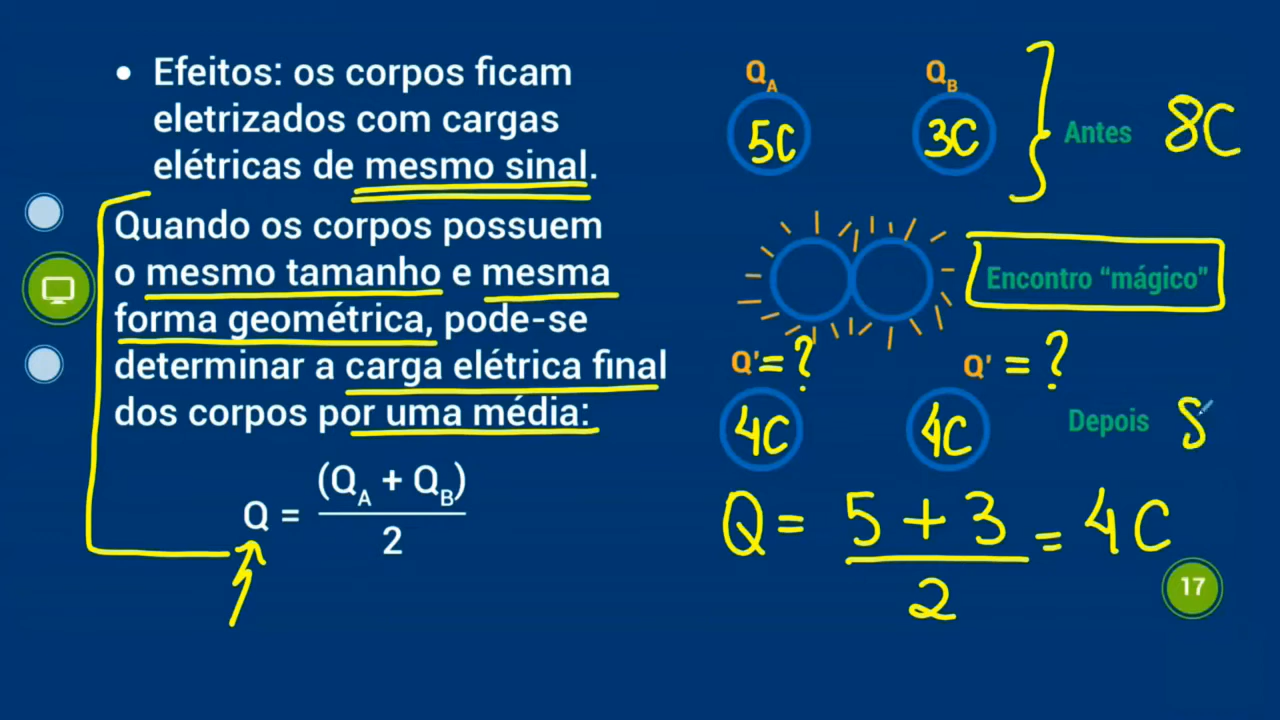 • Efeitos: os corpos ficam
eletrizados com cargas
elétricas de mesmo sinal.
Quando os corpos possuem
o mesmo tamanho e mesma
forma geométrica, pode-se
determinar a carga elétrica final
dos corpos por uma média:
Q = (QA + QB)
2
QA QB
5C 3C Antes 8C
Encontro “mágico”
Q' = ? Q' = ?
4C 4C Depois
Q = 5 + 3 = 4C
2
17